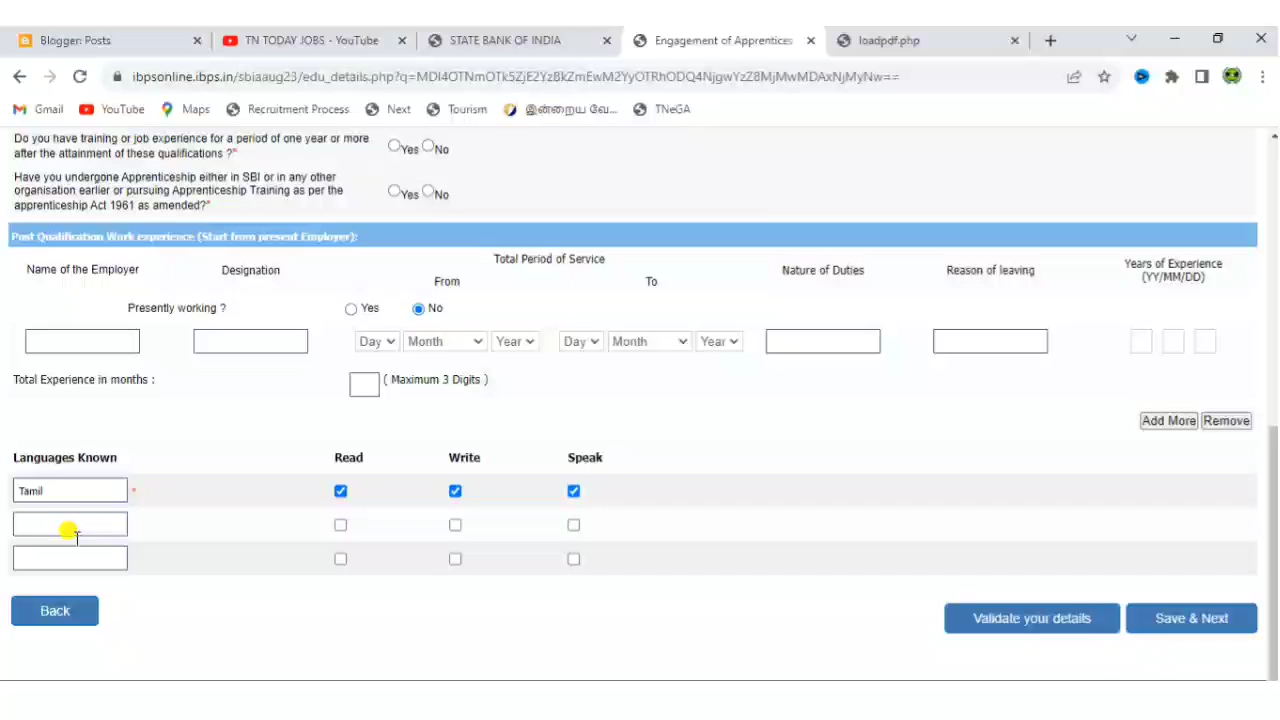 Blogger: Posts
TN TODAY JOBS - YouTube
STATE BANK OF INDIA
Engagement of Apprentices
loadpdf.php
ibpsonline.ibps.in/sbiaaug23/edu_details.php?q=MDI4OTNmOTk5ZjE2YzBkZmEwM2YyOTRhODQ4NjgwYzZ8MjMwMDAxNjMyNw==
Gmail
YouTube
Maps
Recruitment Process
Next
Tourism
இன்றைய வே...
TNeGA
Do you have training or job experience for a period of one year or more
after the attainment of these qualifications ?*
Yes No
Have you undergone Apprenticeship either in SBI or in any other
organisation earlier or pursuing Apprenticeship Training as per the
apprenticeship Act 1961 as amended?*
Yes No
Post Qualification Work experience (Start from present Employer):
Name of the Employer
Designation
Total Period of Service
From
To
Nature of Duties
Reason of leaving
Years of Experience
(YY/MM/DD)
Presently working ?
Yes
No
Day Month Year
Day Month Year
Total Experience in months :
( Maximum 3 Digits )
Add More Remove
Languages Known Read Write Speak
Tamil *
Back
Validate your details
Save & Next